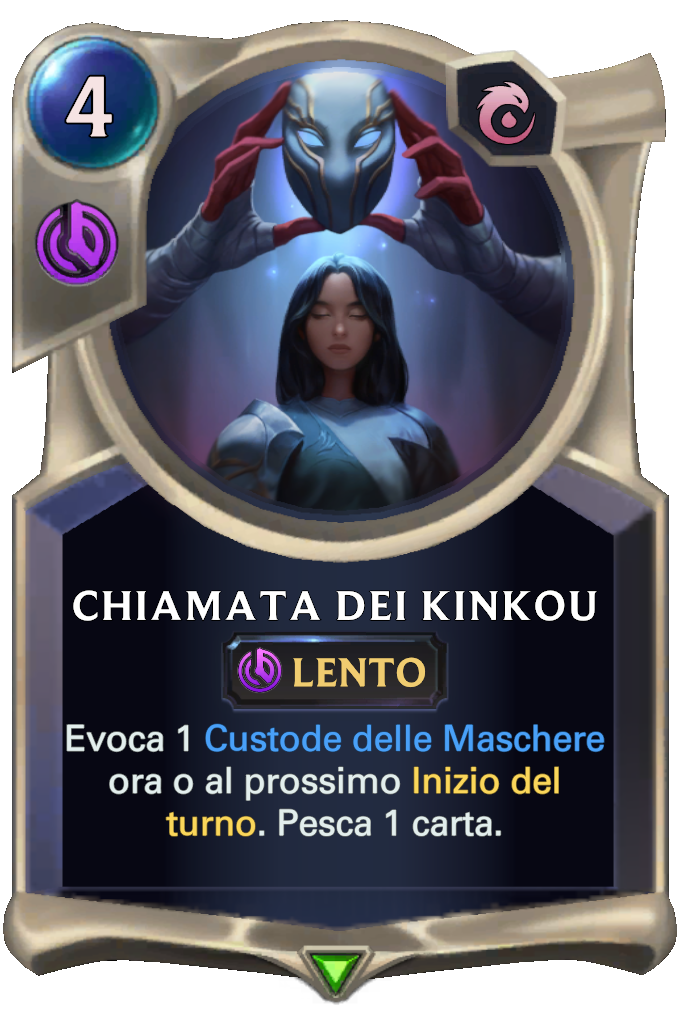 4
CHIAMATA DEI KINKOU
LENTO
Evoca 1 Custode delle Maschere
ora o al prossimo Inizio del
turno. Pesca 1 carta.